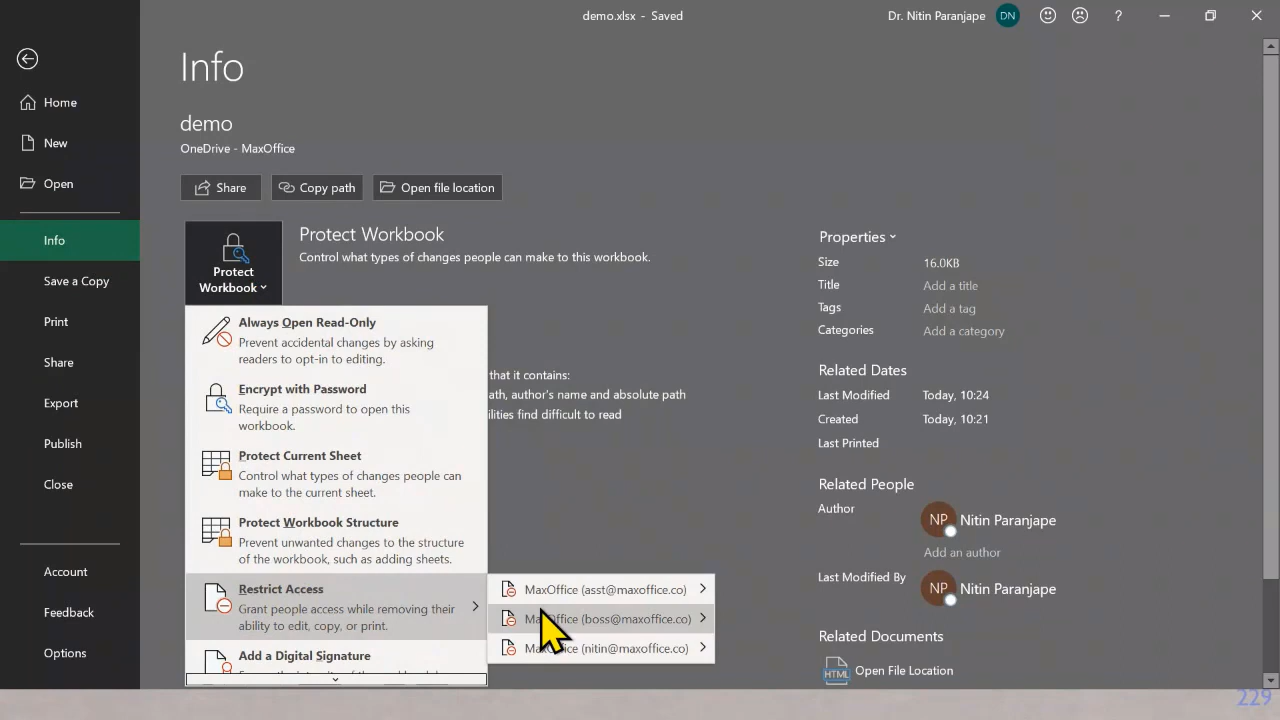 demo.xlsx - Saved
Dr. Nitin Paranjape
DN
?
Info
Home
New
Open
Info
Save a Copy
Print
Share
Export
Publish
Close
Account
Feedback
Options
demo
OneDrive - MaxOffice
Share
Copy path
Open file location
Protect
Workbook
Protect Workbook
Control what types of changes people can make to this workbook.
Always Open Read-Only
Prevent accidental changes by asking
readers to opt-in to editing.
Encrypt with Password
Require a password to open this
workbook.
Protect Current Sheet
Control what types of changes people can
make to the current sheet.
Protect Workbook Structure
Prevent unwanted changes to the structure
of the workbook, such as adding sheets.
Restrict Access
Grant people access while removing their
ability to edit, copy, or print.
Add a Digital Signature
that it contains:
ath, author's name and absolute path
ilities find difficult to read
MaxOffice (asst@maxoffice.co)
(boss@maxoffice.co)
(nitin@maxoffice.co)
Properties
Size 16.0KB
Title Add a title
Tags Add a tag
Categories Add a category
Related Dates
Last Modified Today, 10:24
Created Today, 10:21
Last Printed
Related People
Author NP Nitin Paranjape
Add an author
Last Modified By NP Nitin Paranjape
Related Documents
HTML Open File Location
229